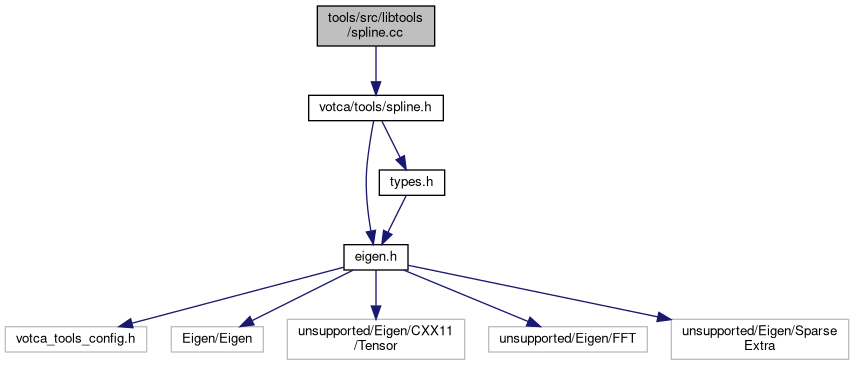 tools/src/libtools
/spline.cc
votca/tools/spline.h
types.h
eigen.h
votca_tools_config.h
Eigen/Eigen
unsupported/Eigen/CXX11
/Tensor
unsupported/Eigen/FFT
unsupported/Eigen/Sparse
Extra